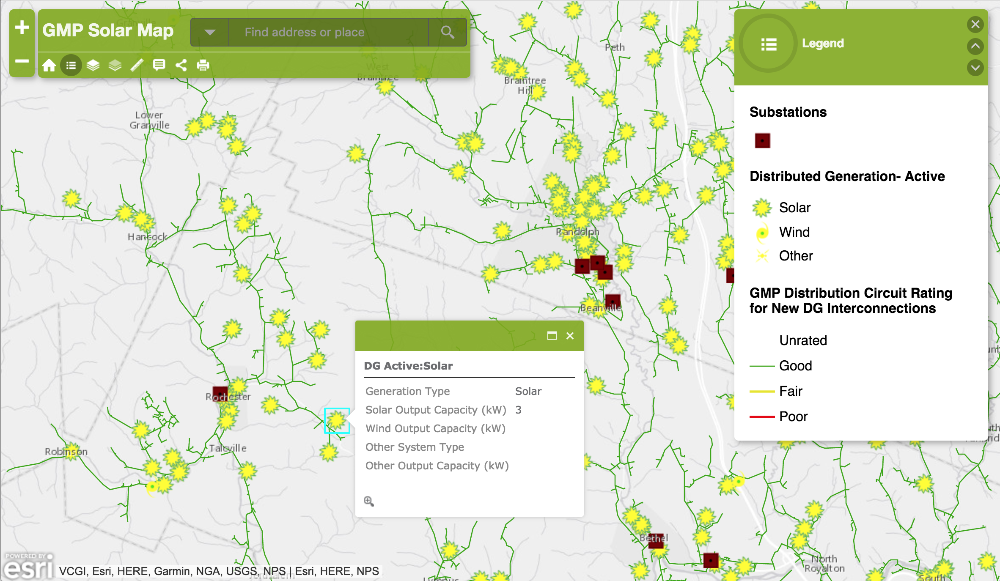 GMP Solar Map
Find address or place
Legend
Substations
Distributed Generation- Active
Solar
Wind
Other
GMP Distribution Circuit Rating
for New DG Interconnections
Unrated
Good
Fair
Poor
Granville
West
Braintree
Peth
Braintree
Hill
Lower
Granville
Hancock
Randolph
Beanville
DG Active:Solar
Generation Type Solar
Solar Output Capacity (kW) 3
Wind Output Capacity (kW)
Other System Type
Other Output Capacity (kW)
Rochester
Talcville
Robinson
Bethel
North
Royalton
South
POWERED BY
esri
VCGI, Esri, HERE, Garmin, NGA, USGS, NPS | Esri, HERE, NPS